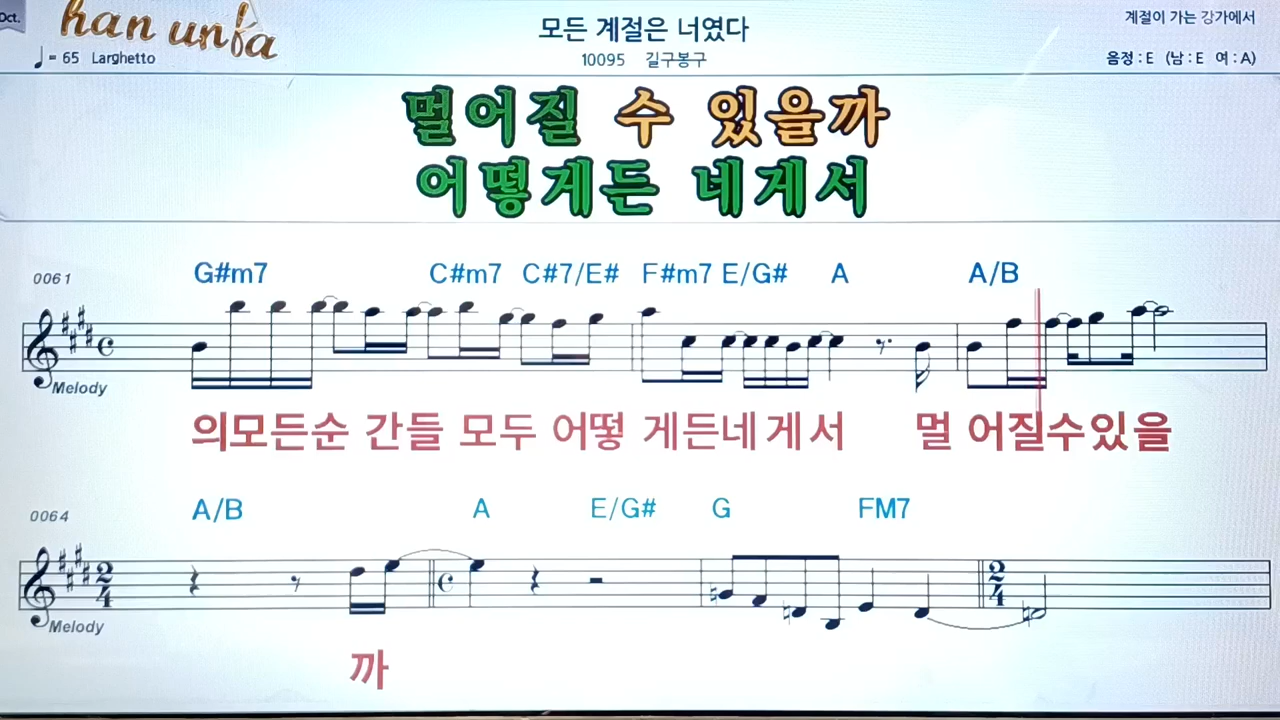 Oct.
han unfa
모든 계절은 너였다
계절이 가는 강가에서
♩= 65 Larghetto
10095 길구봉구
음정 : E (남 : E 여 : A)
멀어질 수 있을까
어떻게든 네게서
0061
G#m7 C#m7 C#7/E# F#m7 E/G# A A/B
Melody
의모든순 간들 모두 어떻 게든네게서 멀 어질수있을
0064
A/B A E/G# G FM7
2/4 2/4
Melody
까